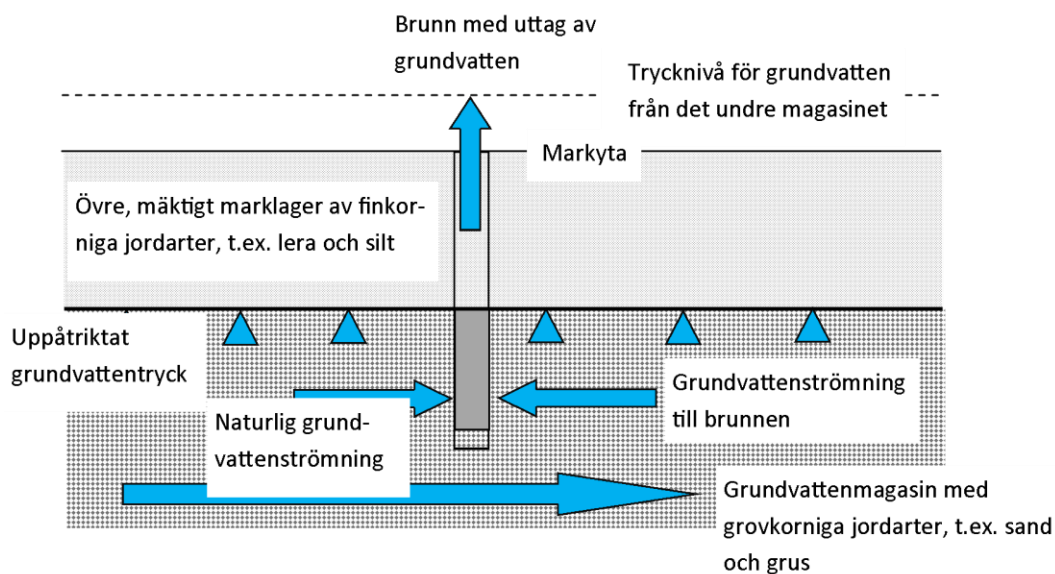 Brunn med uttag av
grundvatten
Trycknivå för grundvatten
från det undre magasinet
Markyta
Övre, mäktigt marklager av finkor-
niga jordarter, t.ex. lera och silt
Uppåtriktat
grundvattentryck
Grundvattenströmning
till brunnen
Naturlig grund-
vattenströmning
Grundvattenmagasin med
grovkorniga jordarter, t.ex. sand
och grus